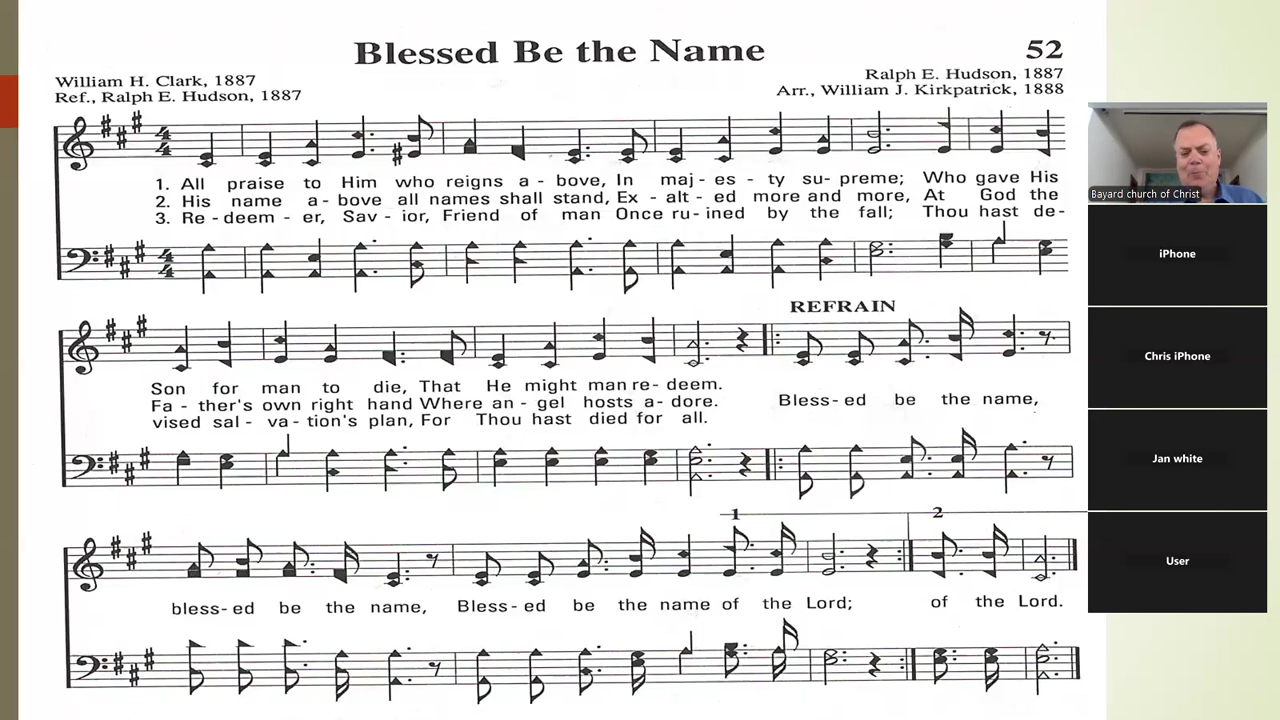 Blessed Be the Name
52
William H. Clark, 1887
Ref., Ralph E. Hudson, 1887
Ralph E. Hudson, 1887
Arr., William J. Kirkpatrick, 1888
1. All praise to Him who reigns a - bove, In maj - es - ty su - preme; Who gave His
2. His name a - bove all names shall stand, Ex - alt - ed more and more, At God the
3. Re - deem - er, Sav - ior, Friend of man Once ru - ined by the fall; Thou hast de-
REFRAIN
Son for man to die, That He might man re - deem.
Fa - ther's own right hand Where an - gel hosts a - dore.
vised sal - va - tion's plan, For Thou hast died for all.
Bless - ed be the name,
1
2
bless - ed be the name, Bless - ed be the name of the Lord; of the Lord.
Bayard church of Christ
iPhone
Chris iPhone
Jan white
User